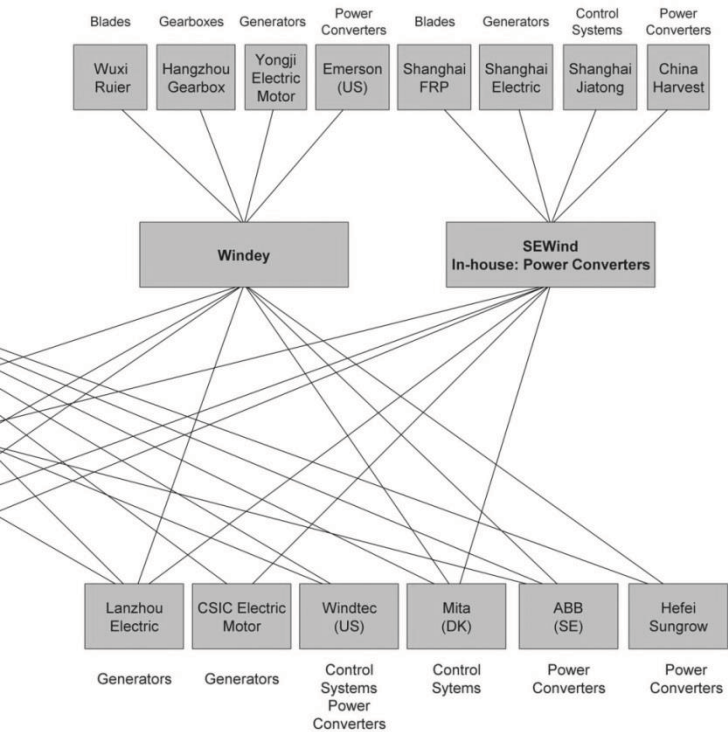 Blades
Gearboxes
Generators
Power
Converters
Blades
Generators
Control
Systems
Power
Converters
Wuxi
Ruier
Hangzhou
Gearbox
Yongji
Electric
Motor
Emerson
(US)
Shanghai
FRP
Shanghai
Electric
Shanghai
Jiatong
China
Harvest
Windey
SEWind
In-house: Power Converters
Lanzhou
Electric
CSIC Electric
Motor
Windtec
(US)
Mita
(DK)
ABB
(SE)
Hefei
Sungrow
Generators
Generators
Control
Systems
Power
Converters
Control
Sytems
Power
Converters
Power
Converters